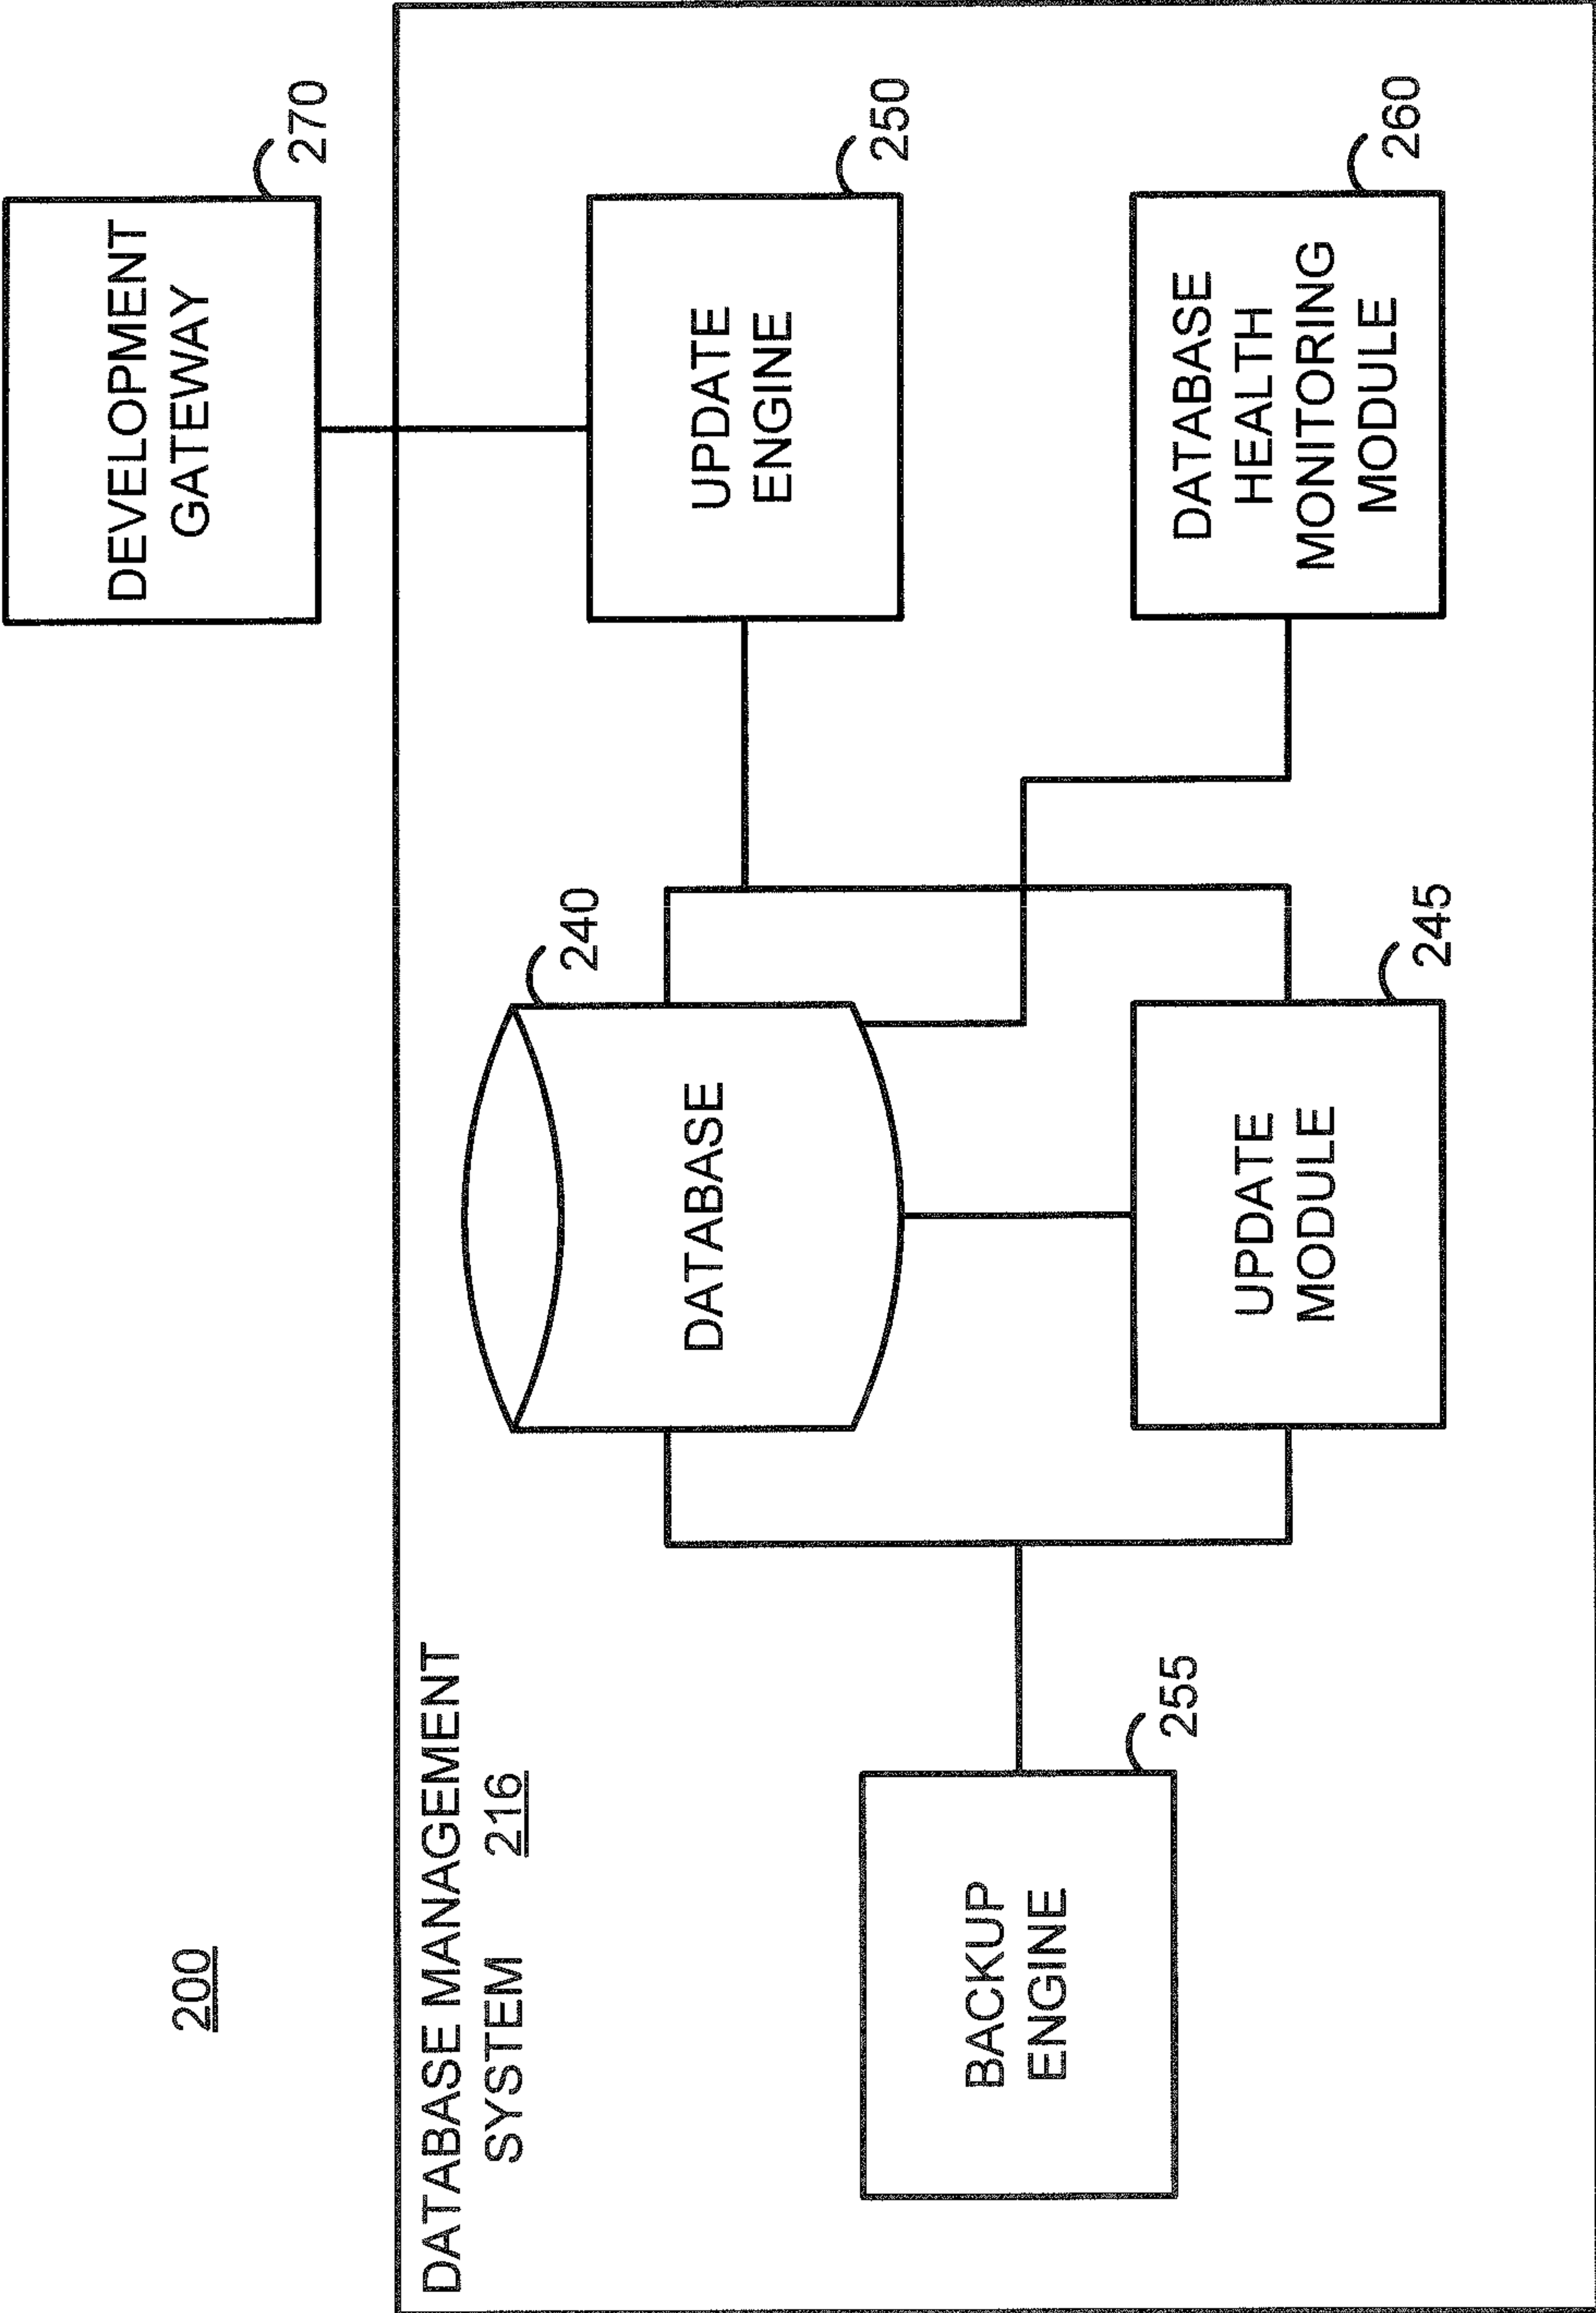 200
DEVELOPMENT
GATEWAY
270
DATABASE MANAGEMENT
SYSTEM 216
DATABASE
240
UPDATE
ENGINE
250
BACKUP
ENGINE
255
UPDATE
MODULE
245
DATABASE
HEALTH
MONITORING
MODULE
260